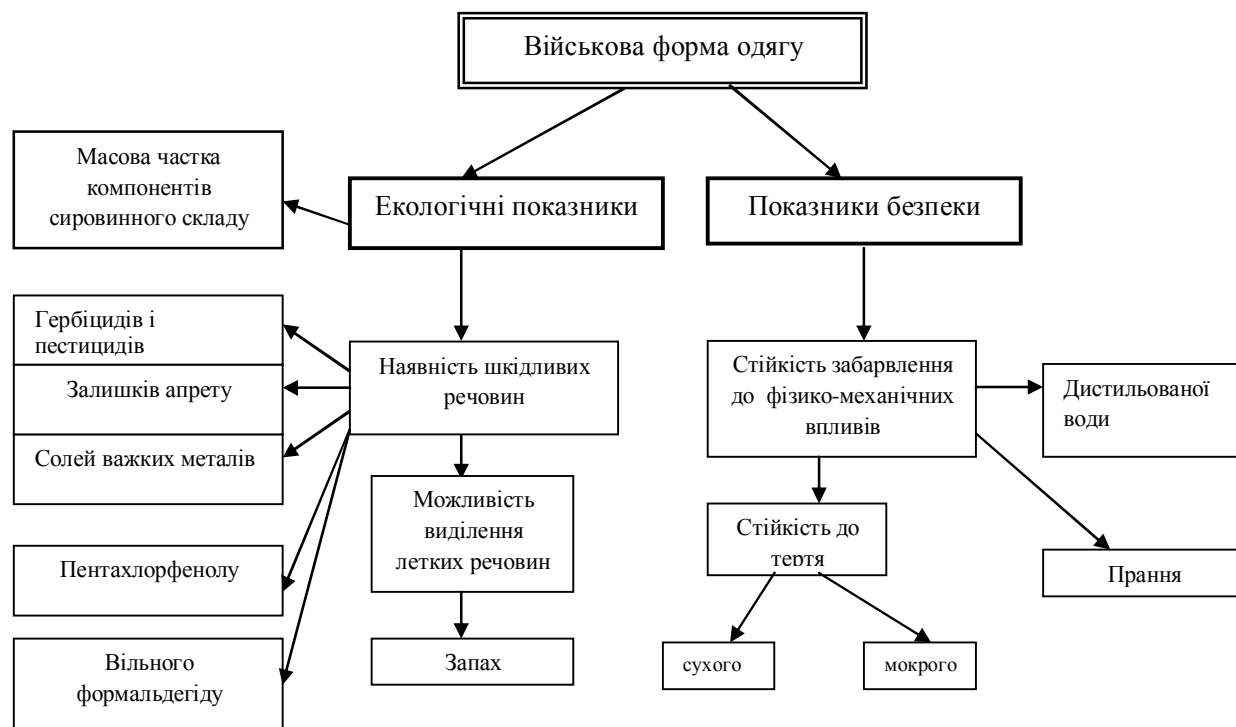 Військова форма одягу
Масова частка
компонентів
сировинного складу
Екологічні показники
Показники безпеки
Гербіцидів і
пестицидів
Залишків апрету
Солей важких металів
Пентахлорфенолу
Вільного
формальдегіду
Наявність шкідливих
речовин
Можливість
виділення
летких речовин
Запах
Стійкість забарвлення
до фізико-механічних
впливів
Стійкість до
тертя
сухого
мокрого
Дистильованої
води
Прання